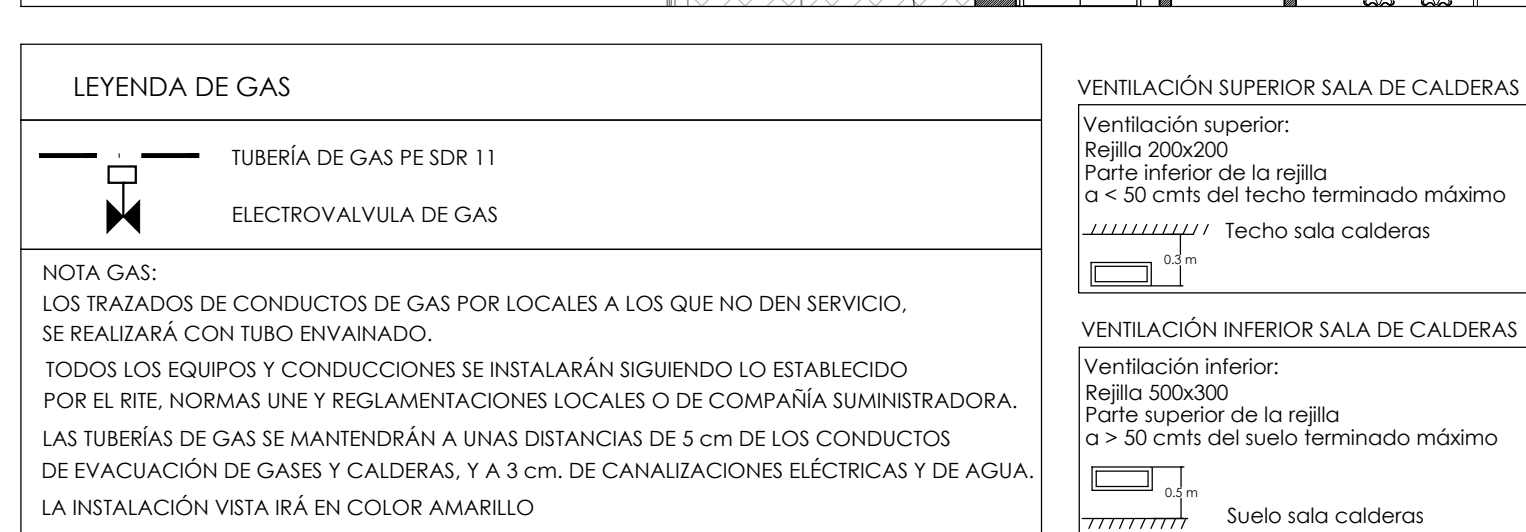 LEYENDA DE GAS
TUBERÍA DE GAS PE SDR 11
ELECTROVALVULA DE GAS
NOTA GAS:
LOS TRAZADOS DE CONDUCTOS DE GAS POR LOCALES A LOS QUE NO DEN SERVICIO,
SE REALIZARÁ CON TUBO ENVAINADO.
TODOS LOS EQUIPOS Y CONDUCCIONES SE INSTALARÁN SIGUIENDO LO ESTABLECIDO
POR EL RITE, NORMAS UNE Y REGLAMENTACIONES LOCALES O DE COMPAÑÍA SUMINISTRADORA.
LAS TUBERÍAS DE GAS SE MANTENDRÁN A UNAS DISTANCIAS DE 5 cm DE LOS CONDUCTOS
DE EVACUACIÓN DE GASES Y CALDERAS, Y A 3 cm. DE CANALIZACIONES ELÉCTRICAS Y DE AGUA.
LA INSTALACIÓN VISTA IRÁ EN COLOR AMARILLO
VENTILACIÓN SUPERIOR SALA DE CALDERAS
Ventilación superior:
Rejilla 200x200
Parte inferior de la rejilla
a < 50 cmts del techo terminado máximo
Techo sala calderas
0.3 m
VENTILACIÓN INFERIOR SALA DE CALDERAS
Ventilación inferior:
Rejilla 500x300
Parte superior de la rejilla
a > 50 cmts del suelo terminado máximo
0.5 m
Suelo sala calderas